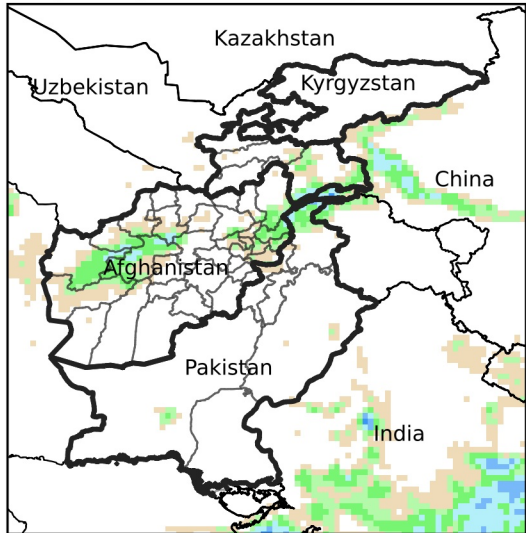 Kazakhstan
Uzbekistan
Kyrgyzstan
China
Afghanistan
Pakistan
India